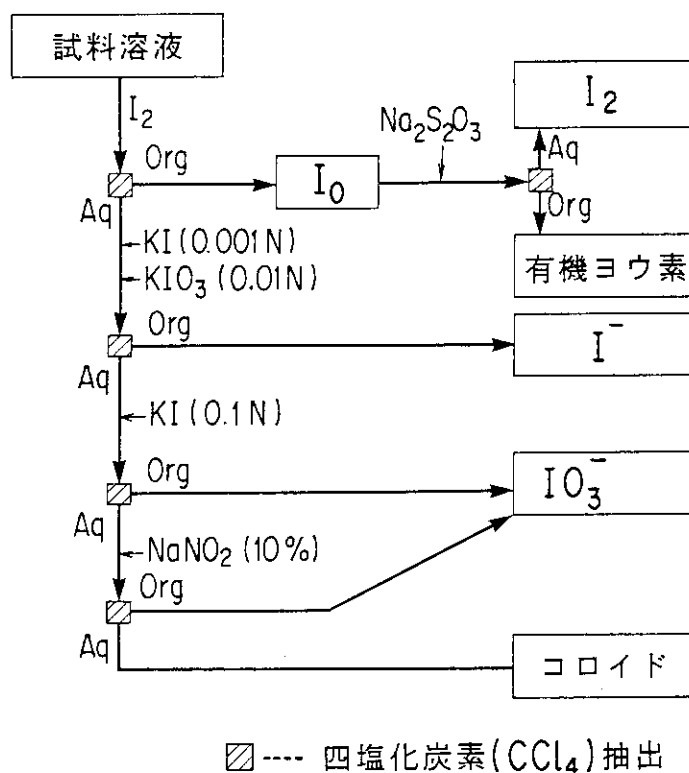 試料溶液
I₂
Org
Aq
I₀
Na₂S₂O₃
Aq
Org
I₂
有機ヨウ素
KI(0.001N)
KIO₃(0.01N)
Org
Aq
I⁻
KI(0.1N)
Org
Aq
IO₃⁻
NaNO₂(10%)
Org
Aq
コロイド
---- 四塩化炭素(CCl₄)抽出